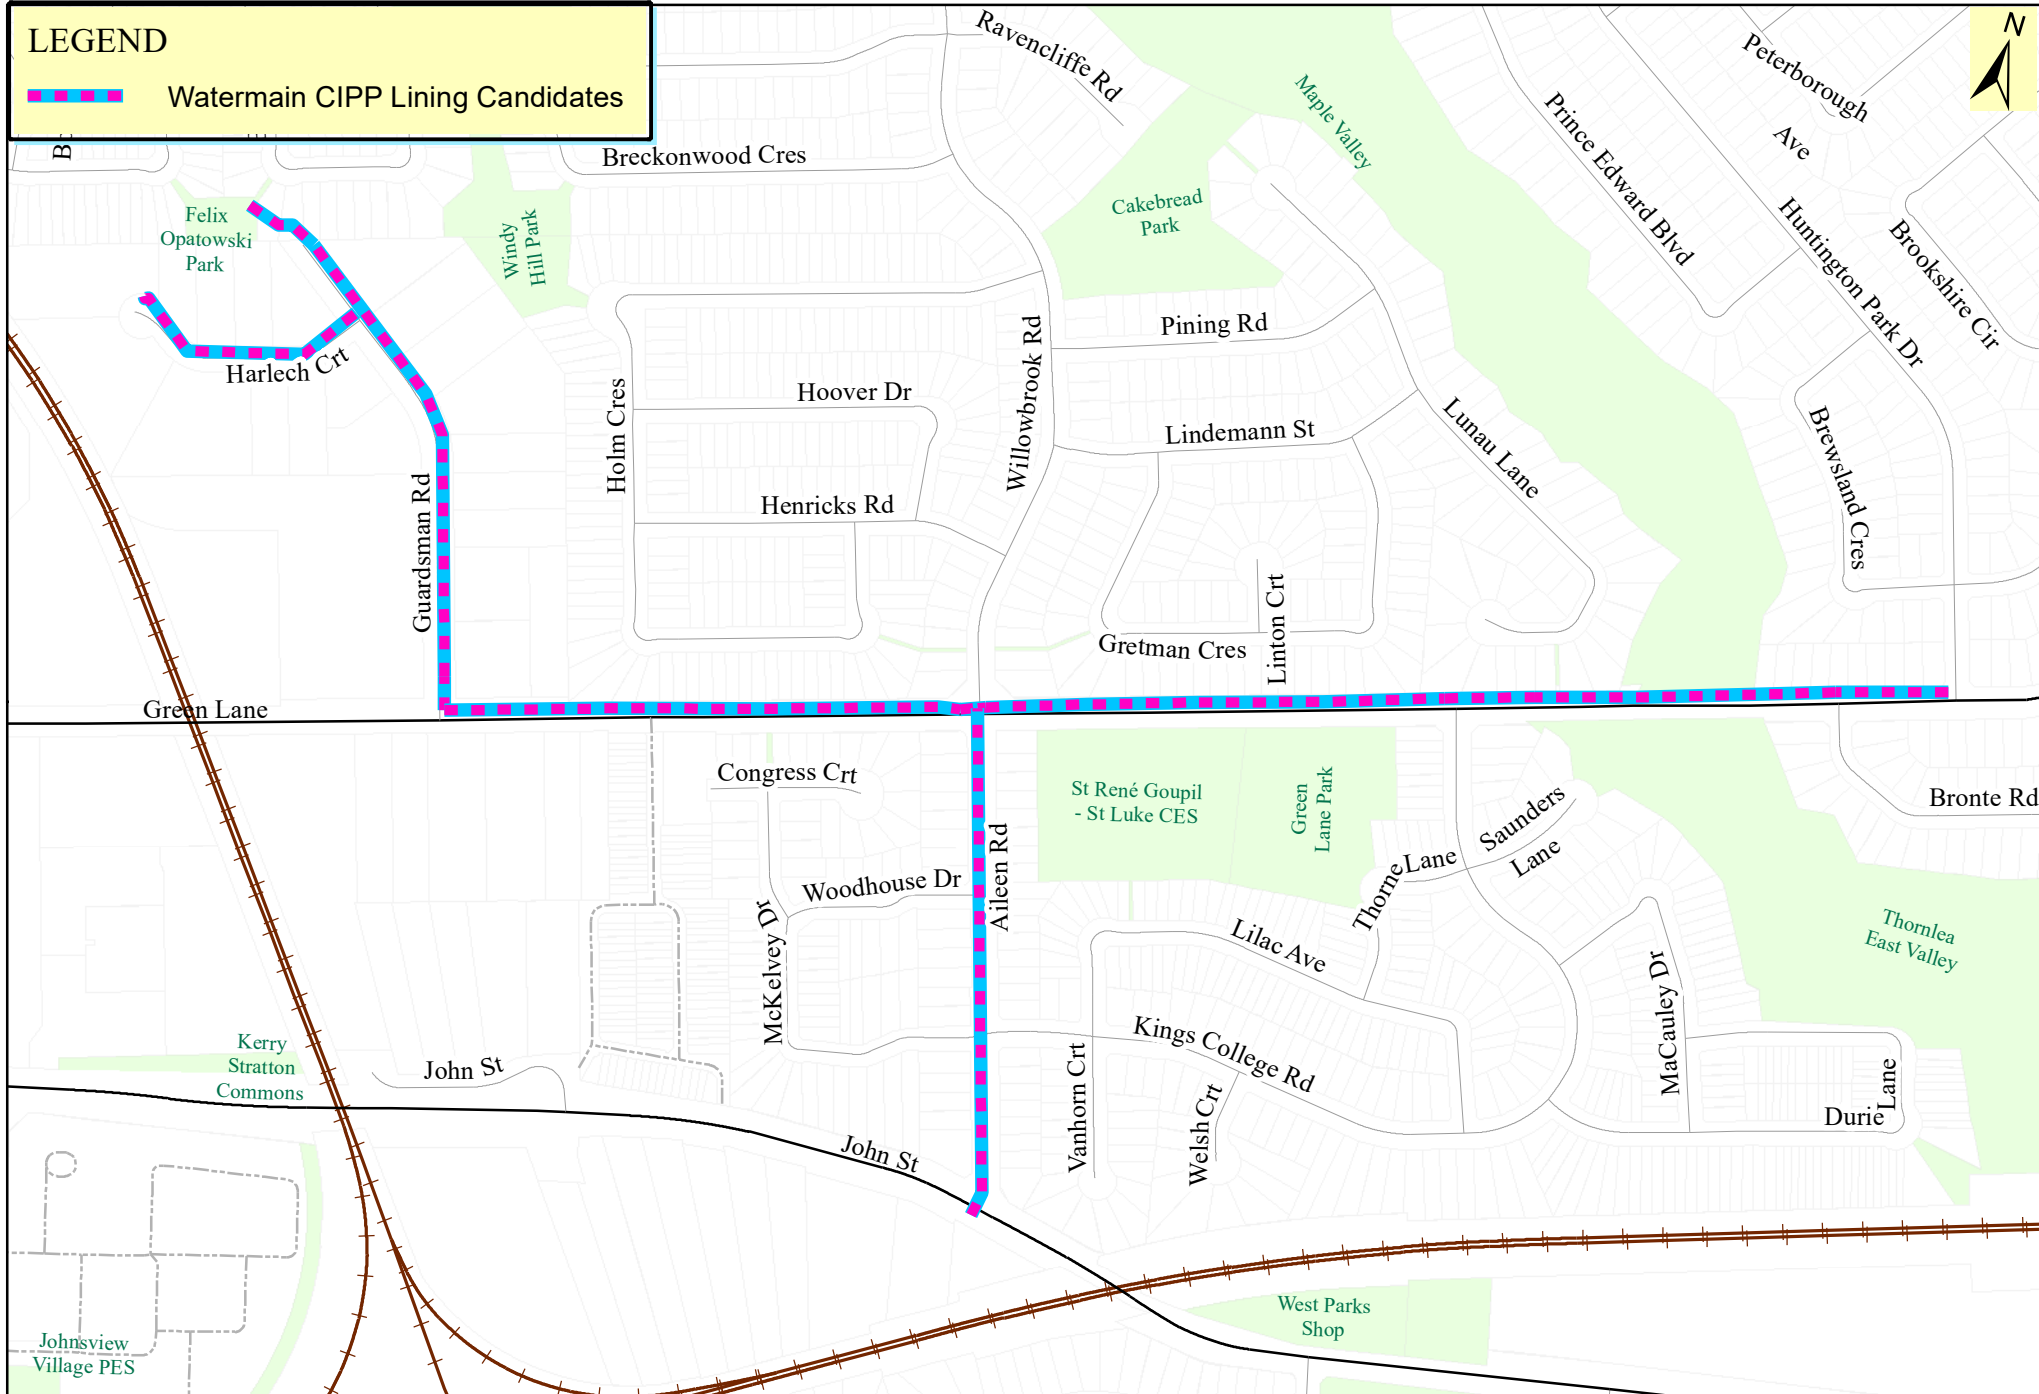 LEGEND
Watermain CIPP Lining Candidates
N
Ravencliffe Rd
Maple Valley
Peterborough
Ave
Prince Edward Blvd
Huntington Park Dr
Brookshire Cir
B
Breckonwood Cres
Felix
Opatowski
Park
Windy
Hill Park
Cakebread
Park
Pining Rd
Willowbrook Rd
Harlech Crt
Hoover Dr
Holm Cres
Lindemann St
Lunau Lane
Brewsland Cres
Henricks Rd
Guardsman Rd
Linton Crt
Gretman Cres
Green Lane
Congress Crt
St René Goupil
- St Luke CES
Green
Lane Park
Saunders
Lane
Bronte Rd
Thorne Lane
Woodhouse Dr
Aileen Rd
McKelvey Dr
Lilac Ave
Thornlea
East Valley
MaCauley Dr
Kings College Rd
Kerry
Stratton
Commons
John St
Vanhorn Crt
Welsh Crt
Durie Lane
John St
West Parks
Shop
Johnsview
Village PES